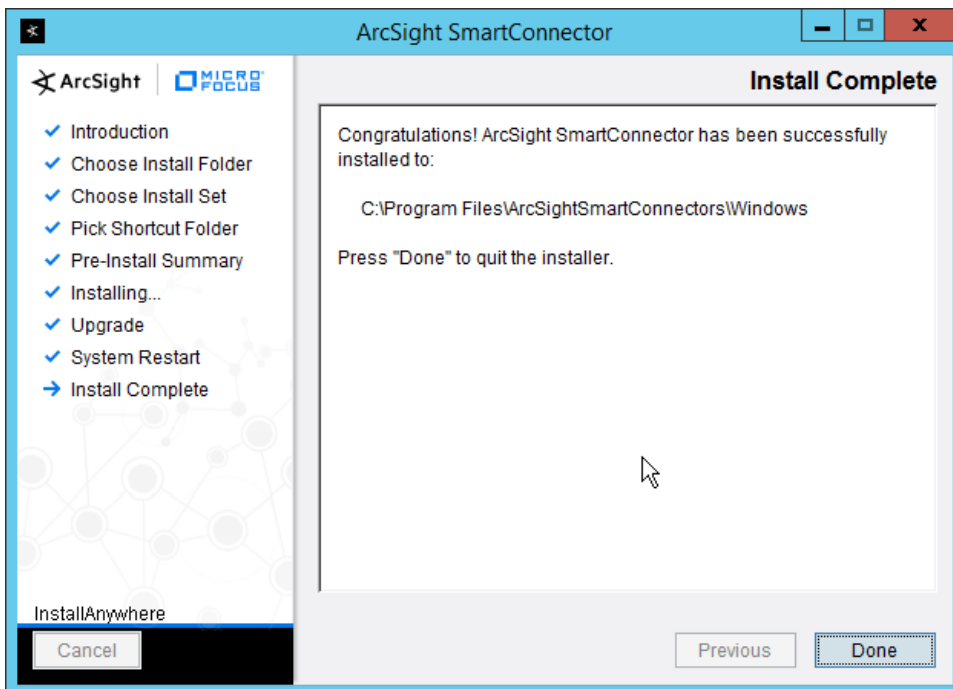 ArcSight SmartConnector
ArcSight
MICRO
FOCUS
Install Complete
Introduction
Choose Install Folder
Choose Install Set
Pick Shortcut Folder
Pre-Install Summary
Installing...
Upgrade
System Restart
Install Complete
Congratulations! ArcSight SmartConnector has been successfully
installed to:
C:\Program Files\ArcSightSmartConnectors\Windows
Press "Done" to quit the installer.
InstallAnywhere
Cancel
Previous
Done